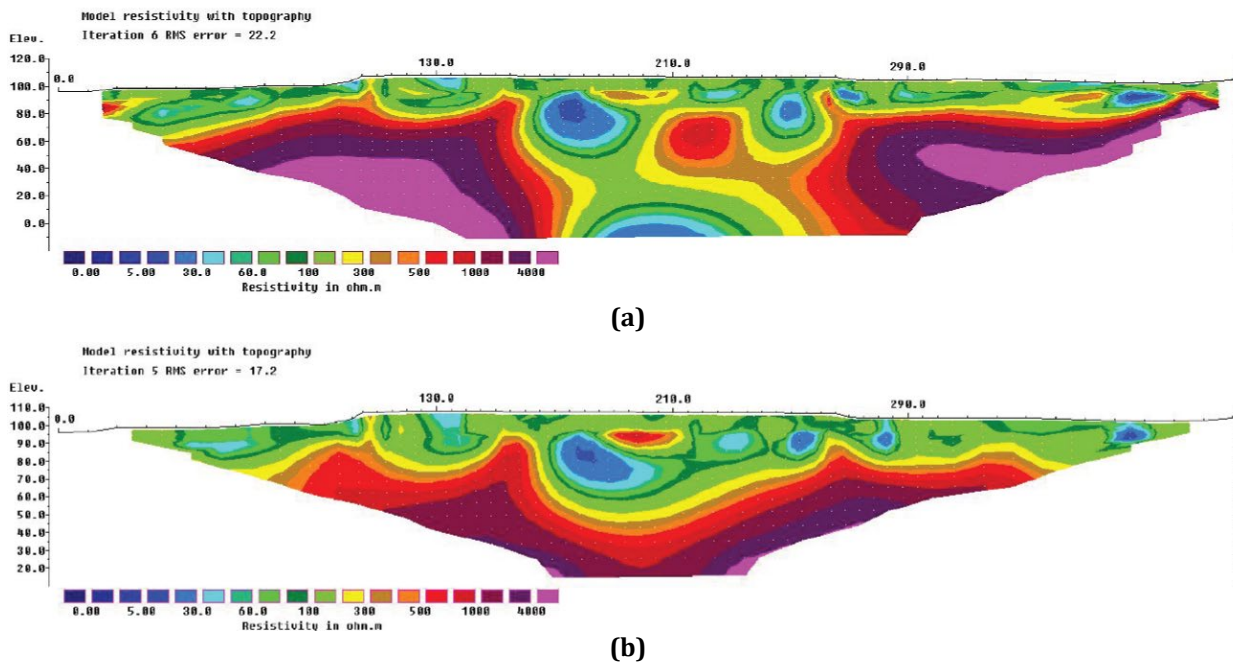 Model resistivity with topography
Iteration 6 RMS error = 22.2
Elev.
120.0
0.0 130.0 210.0 290.0
100.0
80.0
60.0
40.0
20.0
0.0
0.00 5.00 30.0 60.0 100 300 500 1000 4000
Resistivity in ohm.m
(a)
Model resistivity with topography
Iteration 5 RMS error = 17.2
Elev.
110.0
0.0 130.0 210.0 290.0
100.0
90.0
80.0
70.0
60.0
50.0
40.0
30.0
20.0
0.00 5.00 30.0 60.0 100 300 500 1000 4000
Resistivity in ohm.m
(b)